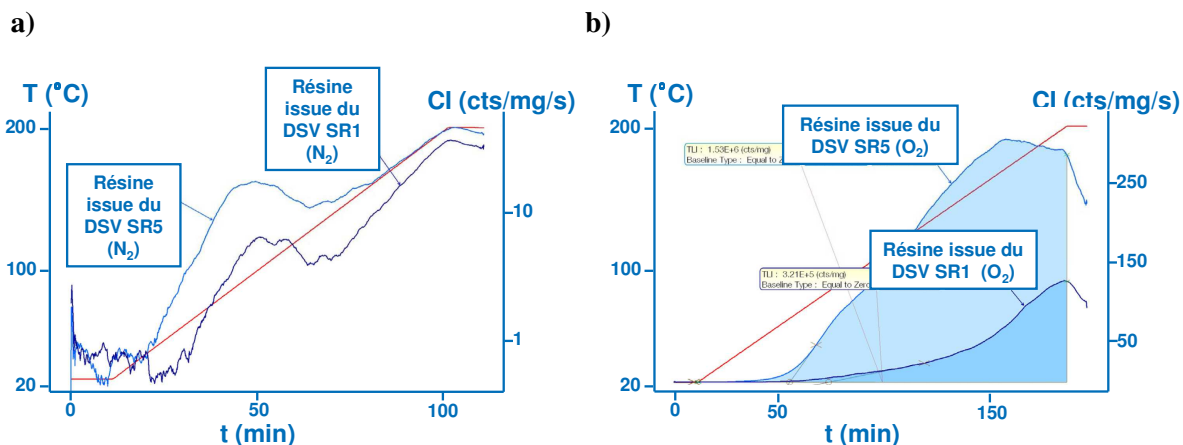 a)
T (°C)
CI (cts/mg/s)
Résine
issue du
DSV SR1
(N₂)
Résine
issue du
DSV SR5
(N₂)
200
100
20
10
1
0
50
100
t (min)
b)
T (°C)
CI (cts/mg/s)
Résine issue du
DSV SR5 (O₂)
TLI : 1.53E+6 (cts/mg)
Baseline Type : Equal to
Résine issue du
DSV SR1 (O₂)
TLI : 3.21E+5 (cts/mg)
Baseline Type : Equal to Zero
200
100
20
250
150
50
0
50
150
t (min)